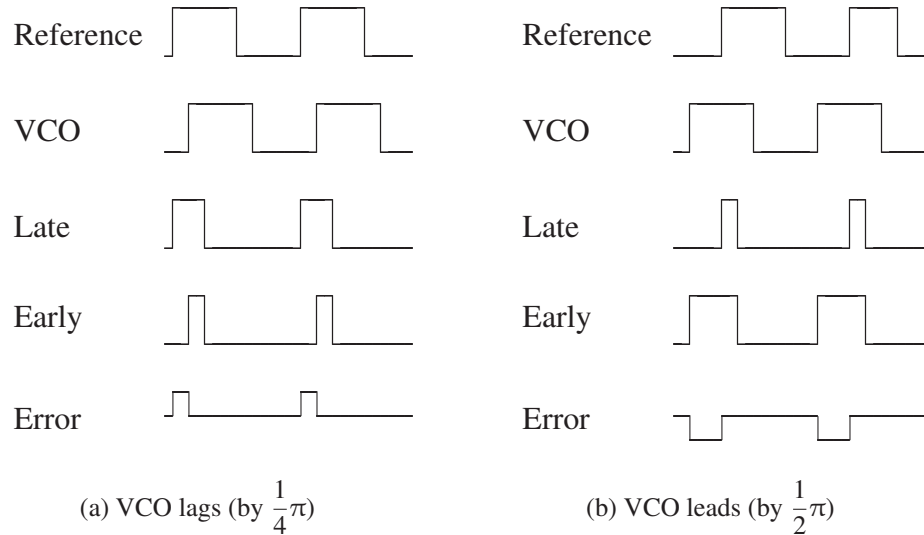 Reference
VCO
Late
Early
Error
(a) VCO lags (by 1/4 π)
Reference
VCO
Late
Early
Error
(b) VCO leads (by 1/2 π)